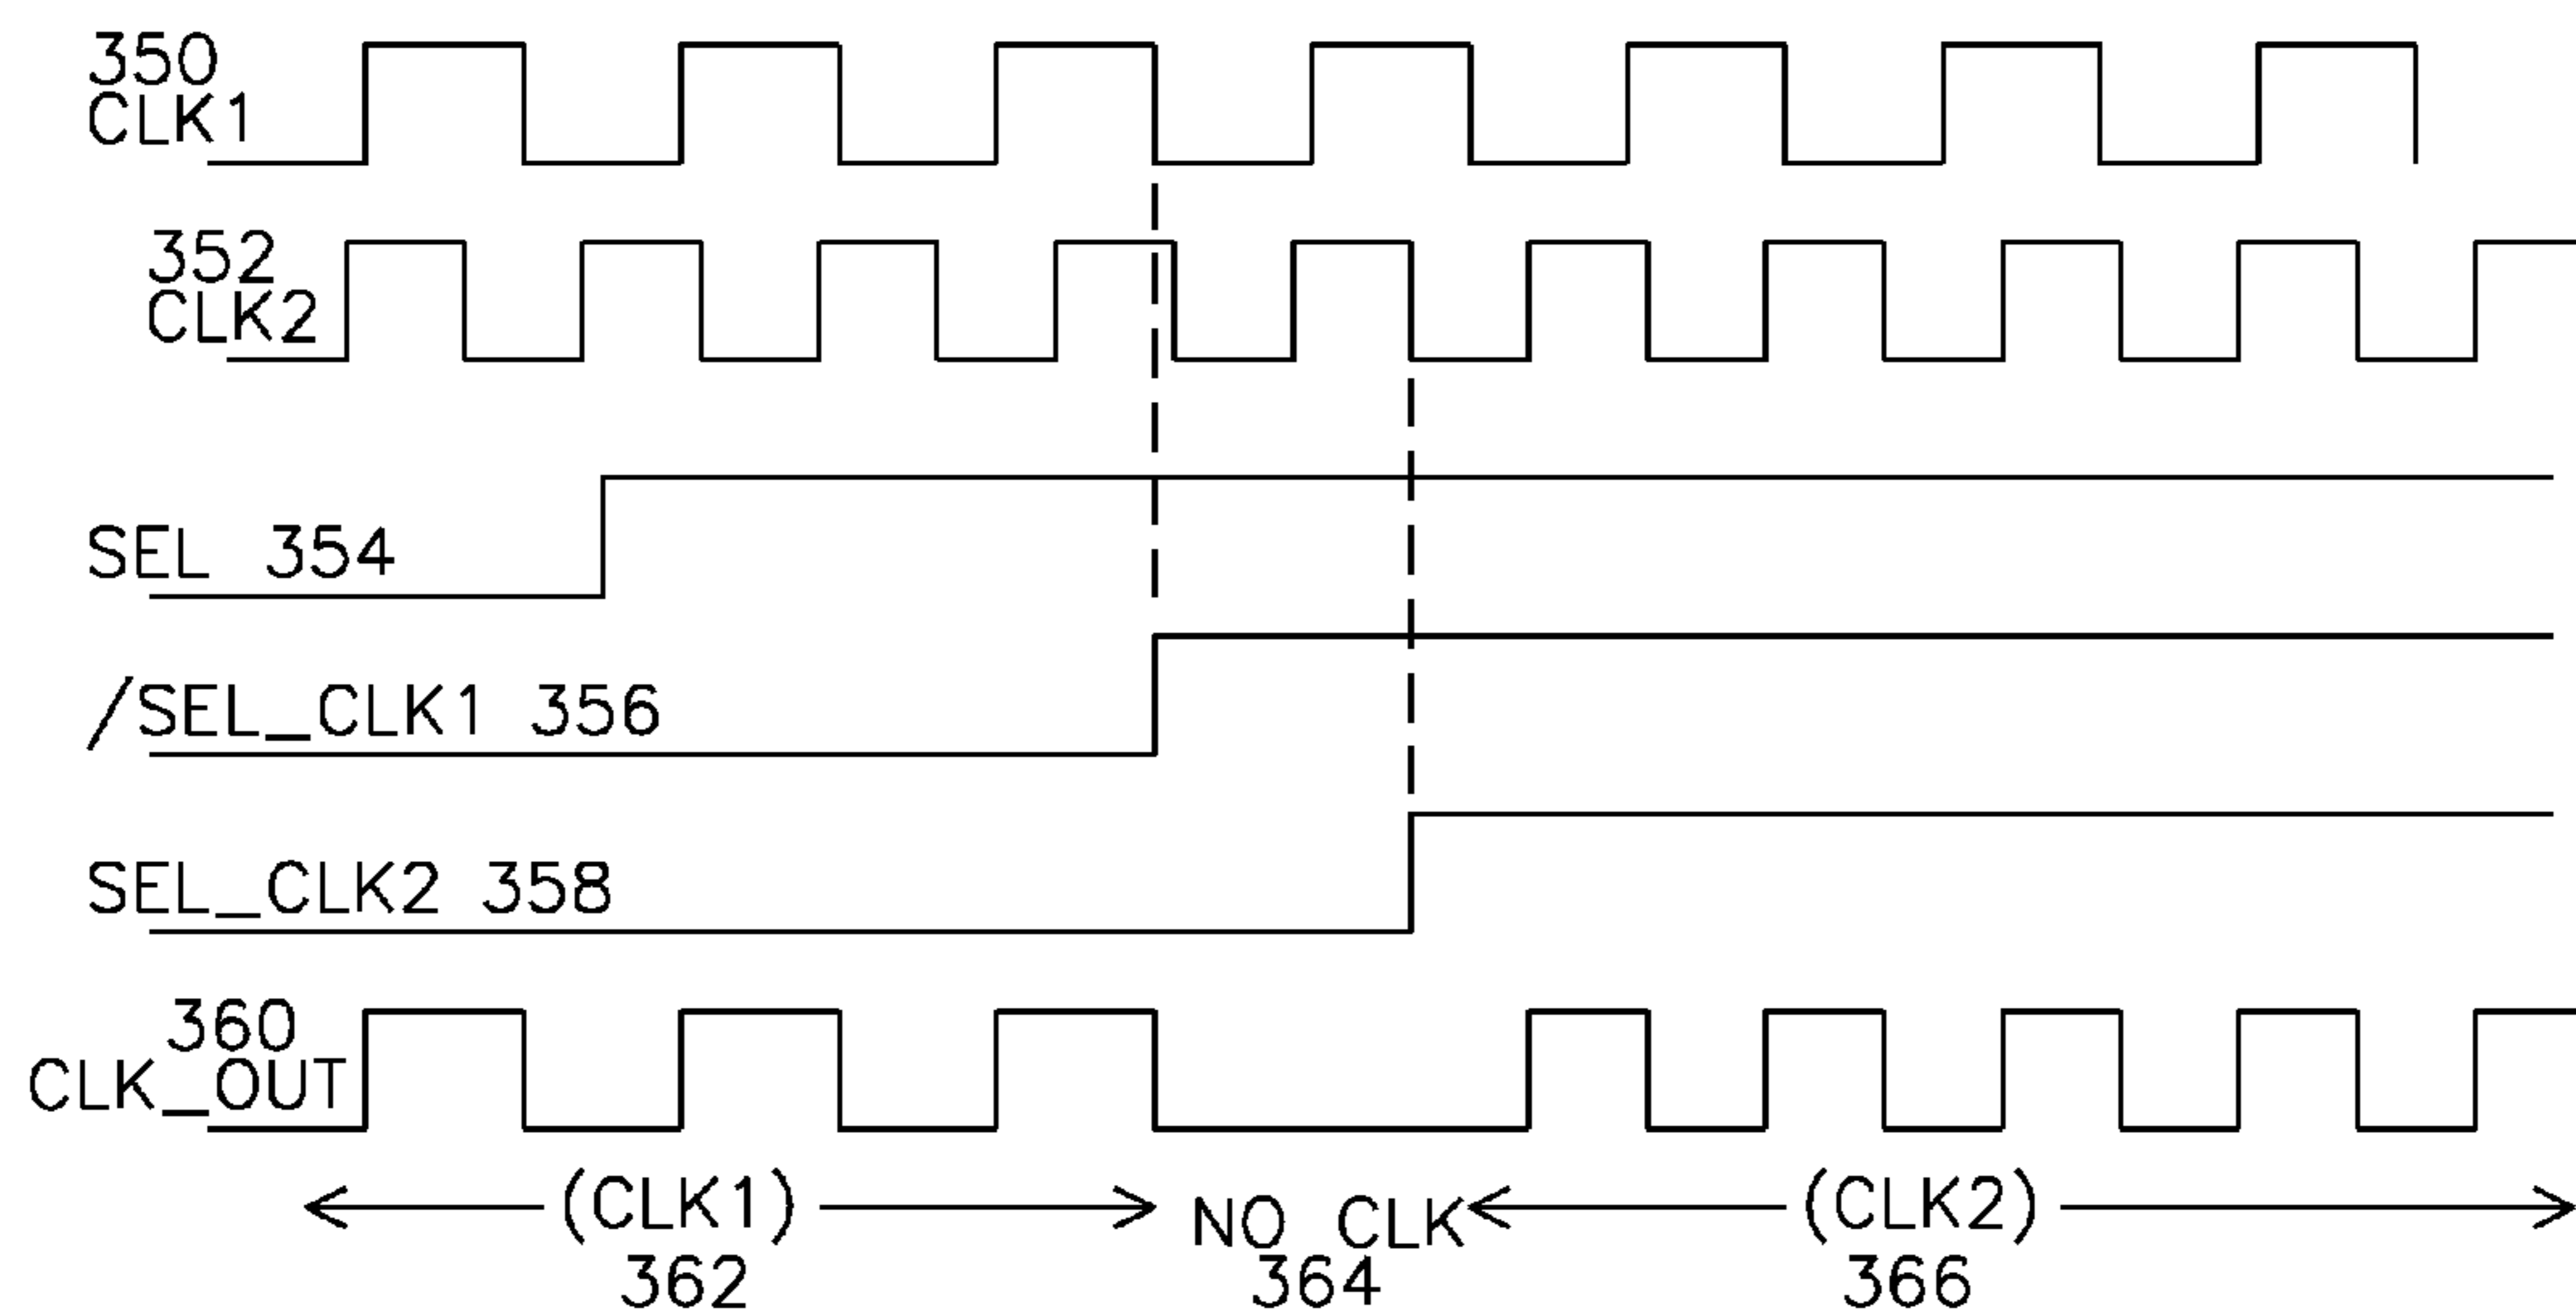 350
CLK1
352
CLK2
SEL 354
/SEL_CLK1 356
SEL_CLK2 358
360
CLK_OUT
(CLK1)
362
NO CLK
364
(CLK2)
366